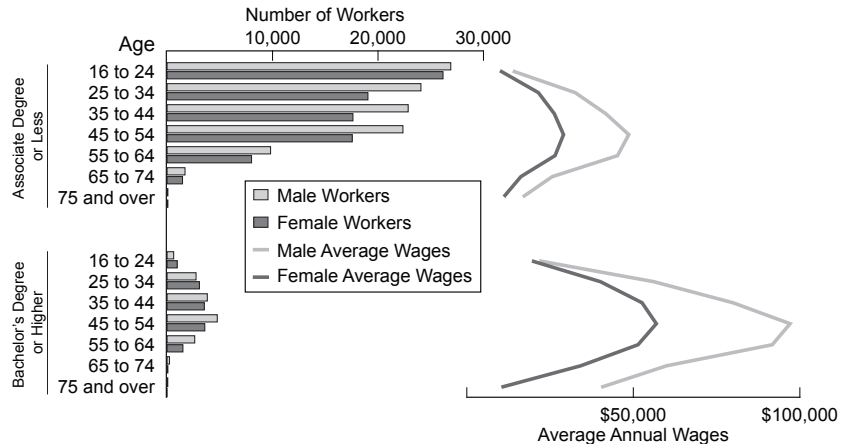 Number of Workers
Age
10,000
20,000
30,000
Associate Degree
or Less
16 to 24
25 to 34
35 to 44
45 to 54
55 to 64
65 to 74
75 and over
Male Workers
Female Workers
Male Average Wages
Female Average Wages
Bachelor's Degree
or Higher
16 to 24
25 to 34
35 to 44
45 to 54
55 to 64
65 to 74
75 and over
$50,000
$100,000
Average Annual Wages